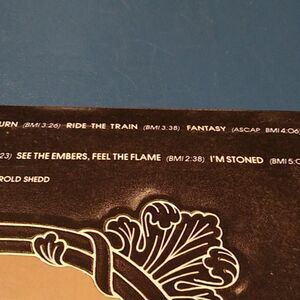 URN (BMI 3:26) RIDE THE TRAIN (BMI 3:38) FANTASY (ASCAP BMI 4:06
23) SEE THE EMBERS, FEEL THE FLAME (BMI 2:38) I'M STONED (BMI 5:0
ROLD SHEDD